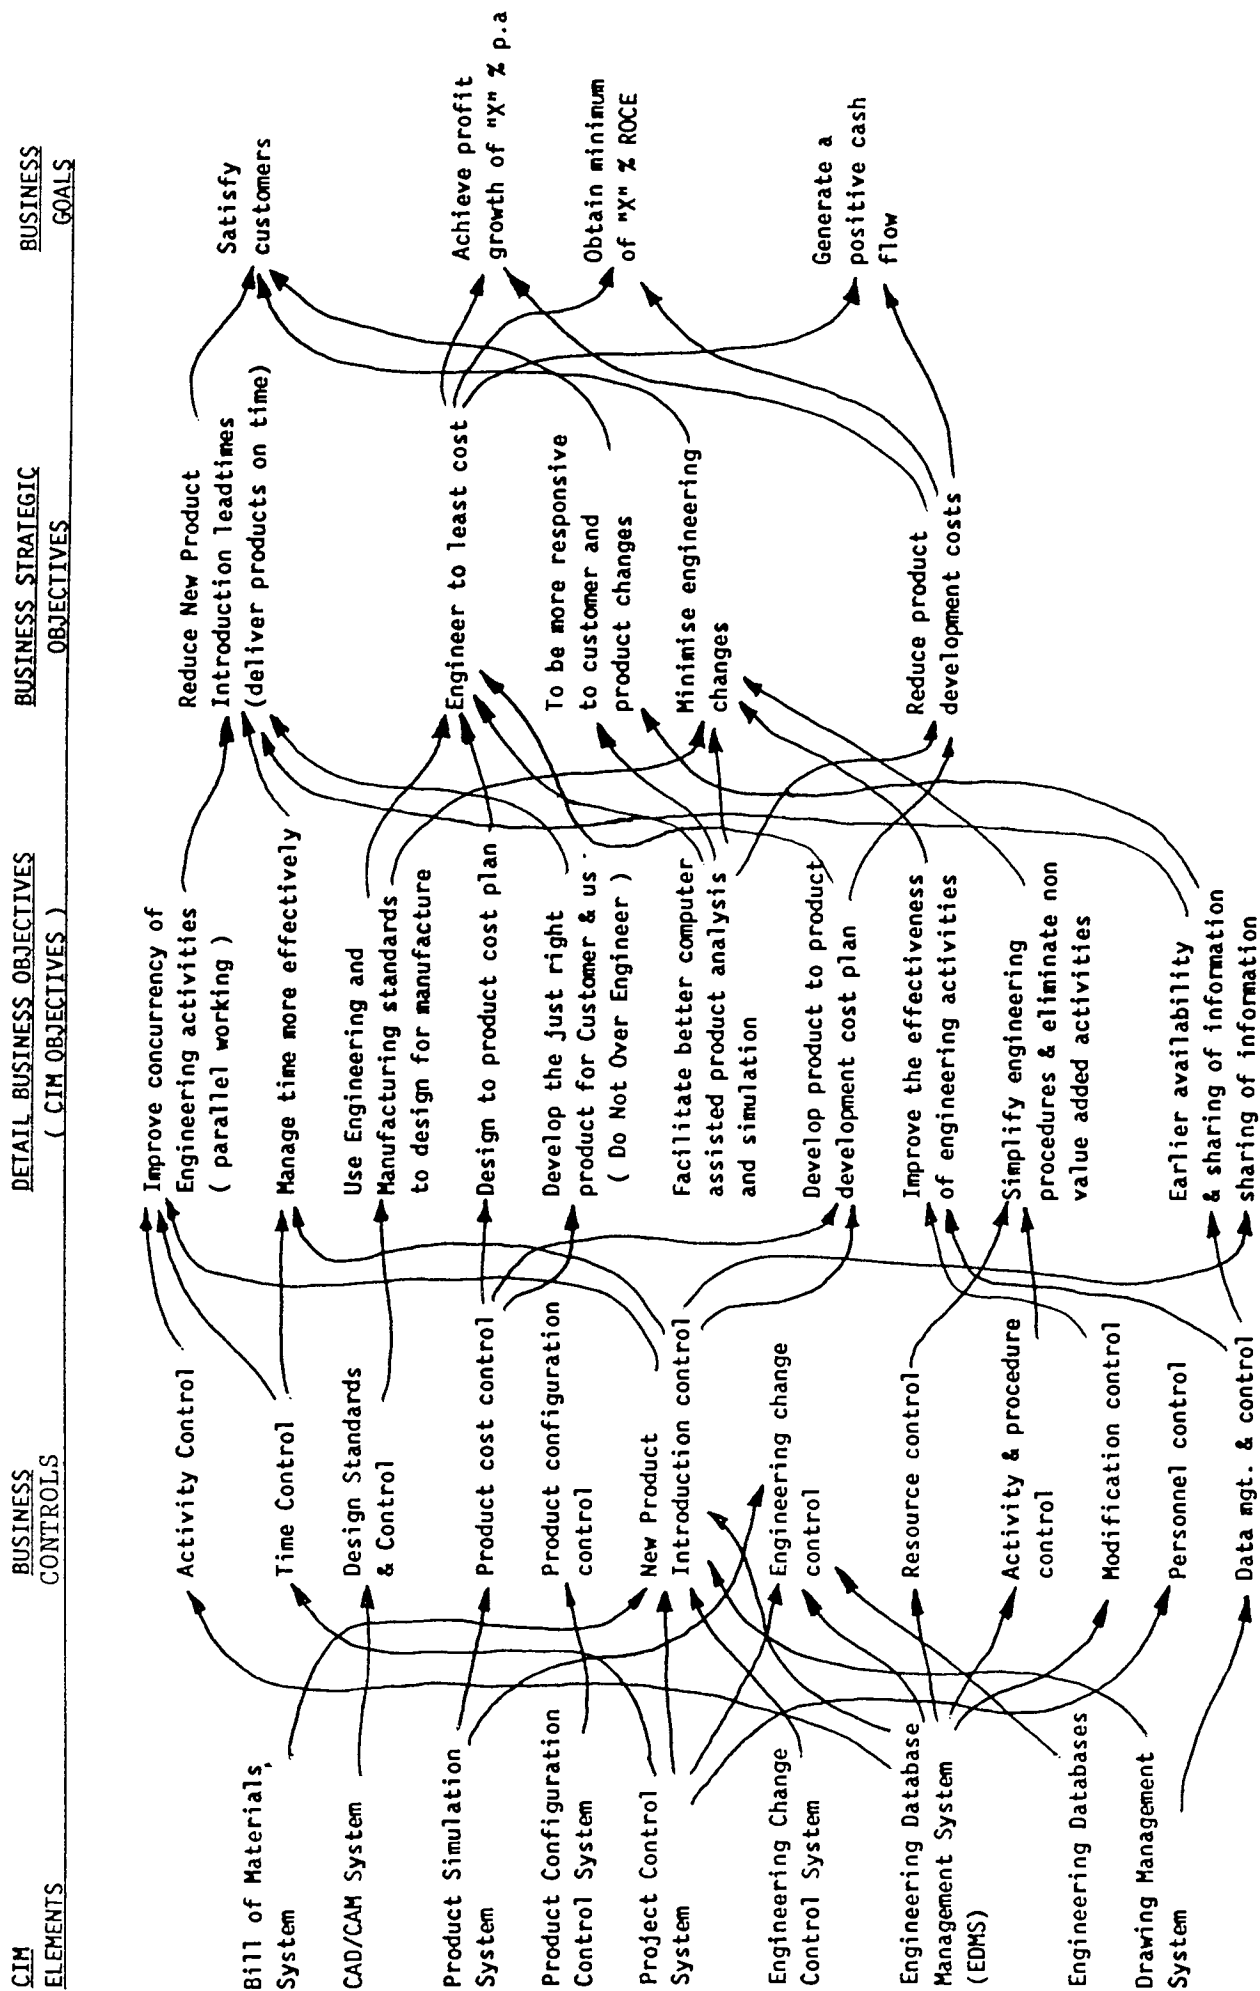 CIM
ELEMENTS
BUSINESS
CONTROLS
DETAIL BUSINESS OBJECTIVES
( CIM OBJECTIVES )
BUSINESS STRATEGIC
OBJECTIVES
BUSINESS
GOALS
Bill of Materials,
System
CAD/CAM System
Product Simulation
System
Product Configuration
Control System
Project Control
System
Engineering Change
Control System
Engineering Database
Management System
(EDMS)
Engineering Databases
Drawing Management
System
Activity Control
Time Control
Design Standards
& Control
Product cost control
Product configuration
control
New Product
Introduction control
Engineering change
control
Resource control
Activity & procedure
control
Modification control
Personnel control
Data mgt. & control
Improve concurrency of
Engineering activities
( parallel working )
Manage time more effectively
Use Engineering and
Manufacturing standards
to design for manufacture
Design to product cost plan
Develop the just right
product for Customer & us .
( Do Not Over Engineer )
Facilitate better computer
assisted product analysis
and simulation
Develop product to product
development cost plan
Improve the effectiveness
of engineering activities
Simplify engineering
procedures & eliminate non
value added activities
Earlier availability
& sharing of information
sharing of information
Reduce New Product
Introduction leadtimes
(deliver products on time)
Engineer to least cost
To be more responsive
to customer and
product changes
Minimise engineering
changes
Reduce product
development costs
Satisfy
customers
Achieve profit
growth of "X" % p.a
Obtain minimum
of "X" % ROCE
Generate a
positive cash
flow